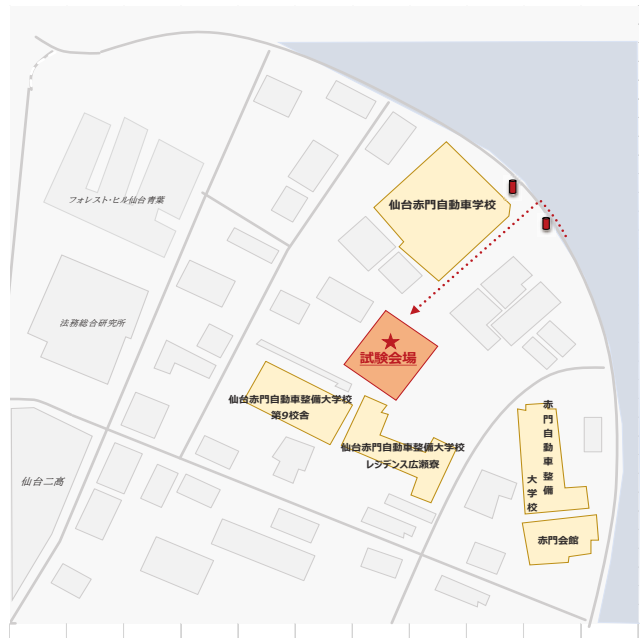 仙台赤門自動車学校
フォレスト・ヒル仙台青葉
法務総合研究所
試験会場
仙台赤門自動車整備大学校
第9校舎
赤門自動車整備
大学校
仙台赤門自動車整備大学校
レジデンス広瀬寮
仙台二高
赤門会館